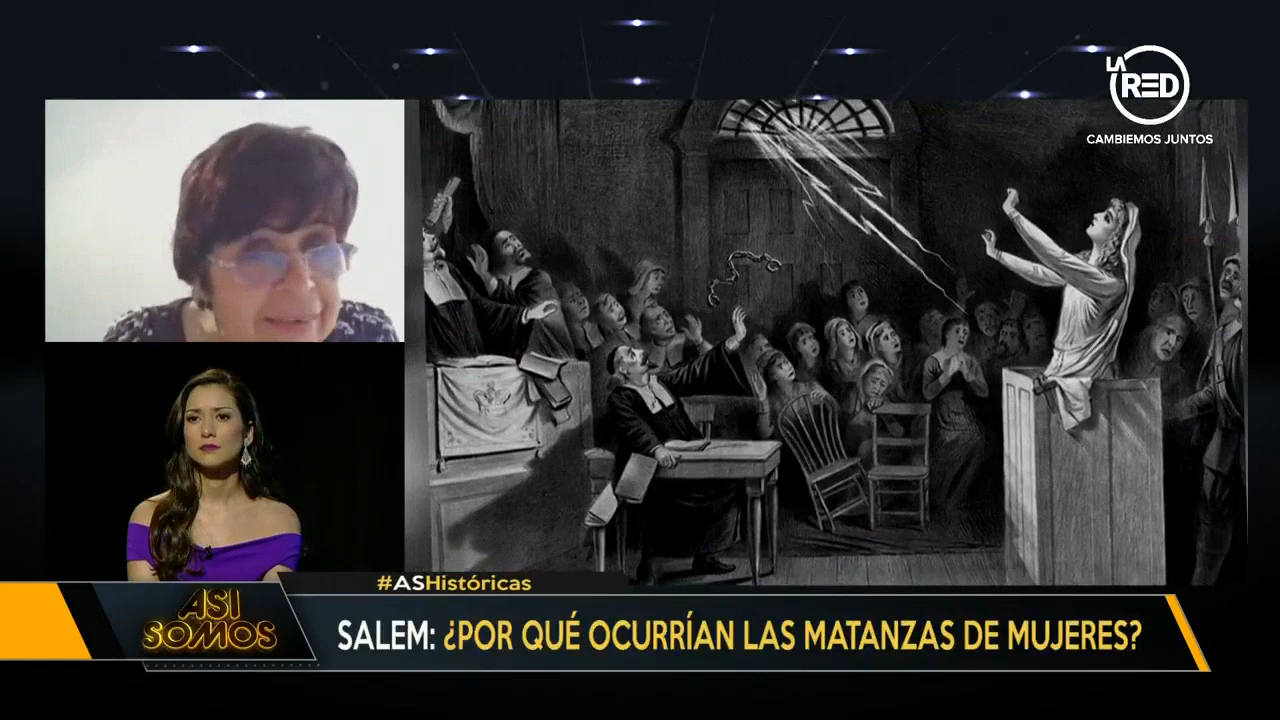 LA
RED
CAMBIEMOS JUNTOS
#ASHistóricas
ASI
SOMOS
SALEM: ¿POR QUÉ OCURRÍAN LAS MATANZAS DE MUJERES?